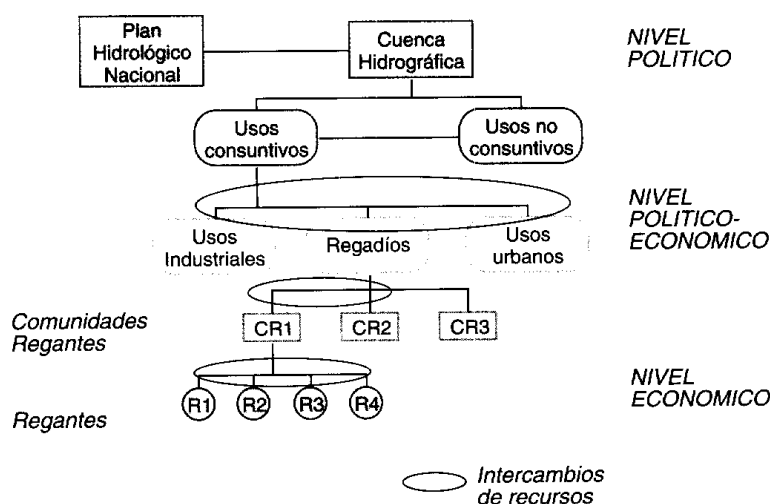 Plan
Hidrológico
Nacional
Cuenca
Hidrográfica
NIVEL
POLITICO
Usos
consuntivos
Usos no
consuntivos
NIVEL
POLITICO-
ECONOMICO
Usos
Industriales
Regadíos
Usos
urbanos
Comunidades
Regantes
CR1
CR2
CR3
NIVEL
ECONOMICO
Regantes
R1
R2
R3
R4
Intercambios
de recursos